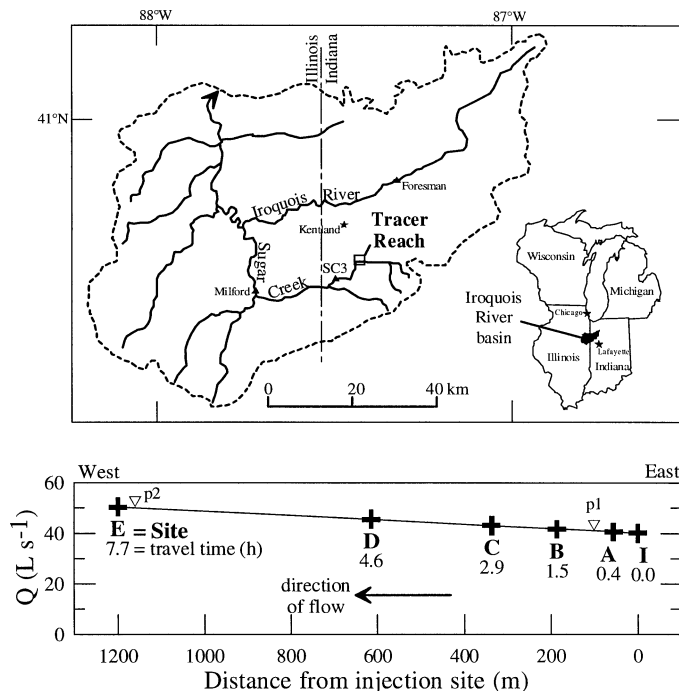 88°W
87°W
41°N
Illinois
Indiana
Iroquois River
Foresman
Kentland
Tracer
Reach
SC3
Sugar Creek
Milford
0 20 40 km
Wisconsin
Michigan
Chicago
Iroquois
River
basin
Lafayette
Illinois
Indiana
West
East
60
p2
p1
40
E = Site
D
C
B
A
I
7.7 = travel time (h)
4.6
2.9
1.5
0.4
0.0
20
direction
of flow
0
Q (L s⁻¹)
1200 1000 800 600 400 200 0
Distance from injection site (m)